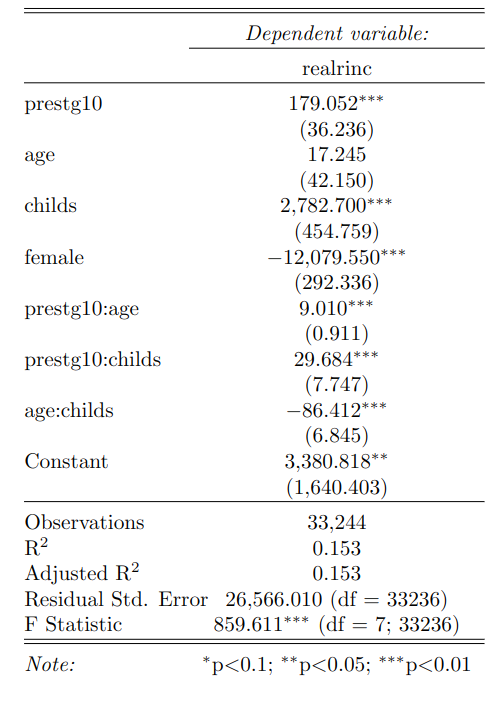 Dependent variable:
realrinc
prestg10 179.052***
(36.236)
age 17.245
(42.150)
childs 2,782.700***
(454.759)
female −12,079.550***
(292.336)
prestg10:age 9.010***
(0.911)
prestg10:childs 29.684***
(7.747)
age:childs −86.412***
(6.845)
Constant 3,380.818**
(1,640.403)
Observations 33,244
R2 0.153
Adjusted R2 0.153
Residual Std. Error 26,566.010 (df = 33236)
F Statistic 859.611*** (df = 7; 33236)
Note: *p<0.1; **p<0.05; ***p<0.01